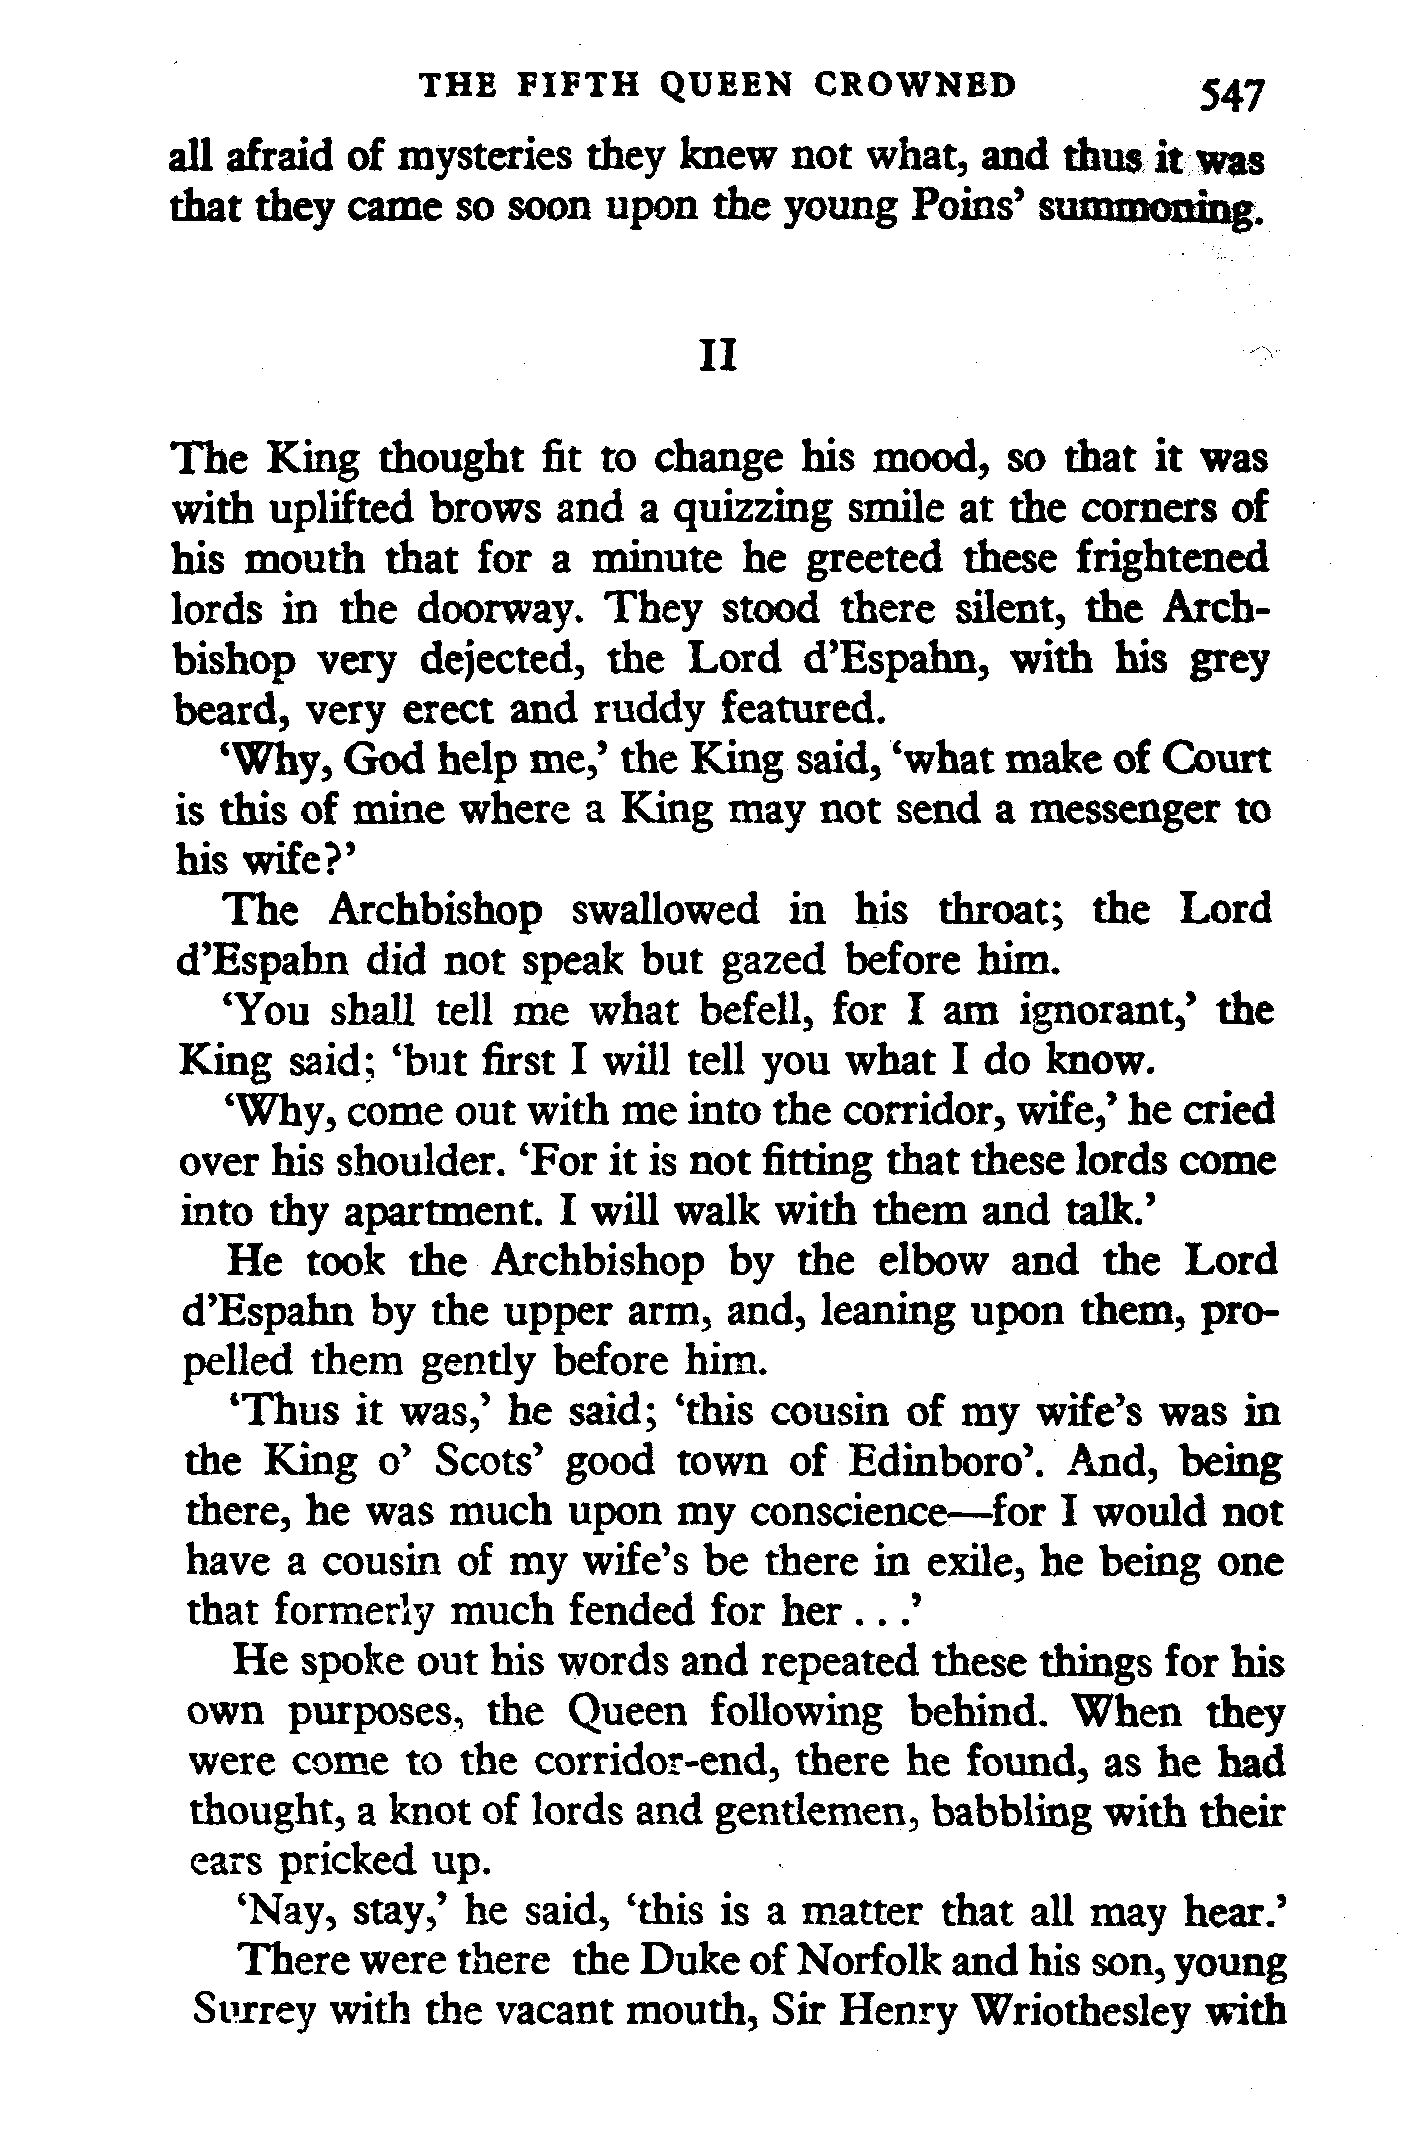 THE FIFTH QUEEN CROWNED 547
all afraid of mysteries they knew not what, and thus it was
that they came so soon upon the young Poins’ summoning.
II
The King thought fit to change his mood, so that it was
with uplifted brows and a quizzing smile at the corners of
his mouth that for a minute he greeted these frightened
lords in the doorway. They stood there silent, the Arch-
bishop very dejected, the Lord d’Espahn, with his grey
beard, very erect and ruddy featured.
‘Why, God help me,’ the King said, ‘what make of Court
is this of mine where a King may not send a messenger to
his wife?’
The Archbishop swallowed in his throat; the Lord
d’Espahn did not speak but gazed before him.
‘You shall tell me what befell, for I am ignorant,’ the
King said; ‘but first I will tell you what I do know.
‘Why, come out with me into the corridor, wife,’ he cried
over his shoulder. ‘For it is not fitting that these lords come
into thy apartment. I will walk with them and talk.’
He took the Archbishop by the elbow and the Lord
d’Espahn by the upper arm, and, leaning upon them, pro-
pelled them gently before him.
‘Thus it was,’ he said; ‘this cousin of my wife’s was in
the King o’ Scots’ good town of Edinboro’. And, being
there, he was much upon my conscience—for I would not
have a cousin of my wife’s be there in exile, he being one
that formerly much fended for her . . .’
He spoke out his words and repeated these things for his
own purposes, the Queen following behind. When they
were come to the corridor-end, there he found, as he had
thought, a knot of lords and gentlemen, babbling with their
ears pricked up.
‘Nay, stay,’ he said, ‘this is a matter that all may hear.’
There were there the Duke of Norfolk and his son, young
Surrey with the vacant mouth, Sir Henry Wriothesley with